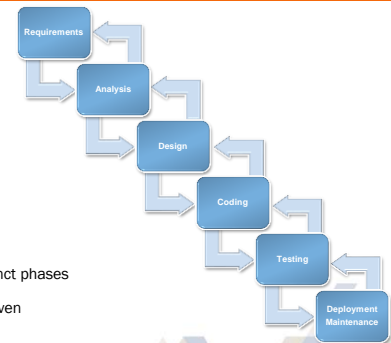 Requirements
Analysis
Design
Coding
Testing
nct phases
ven
Deployment
Maintenance